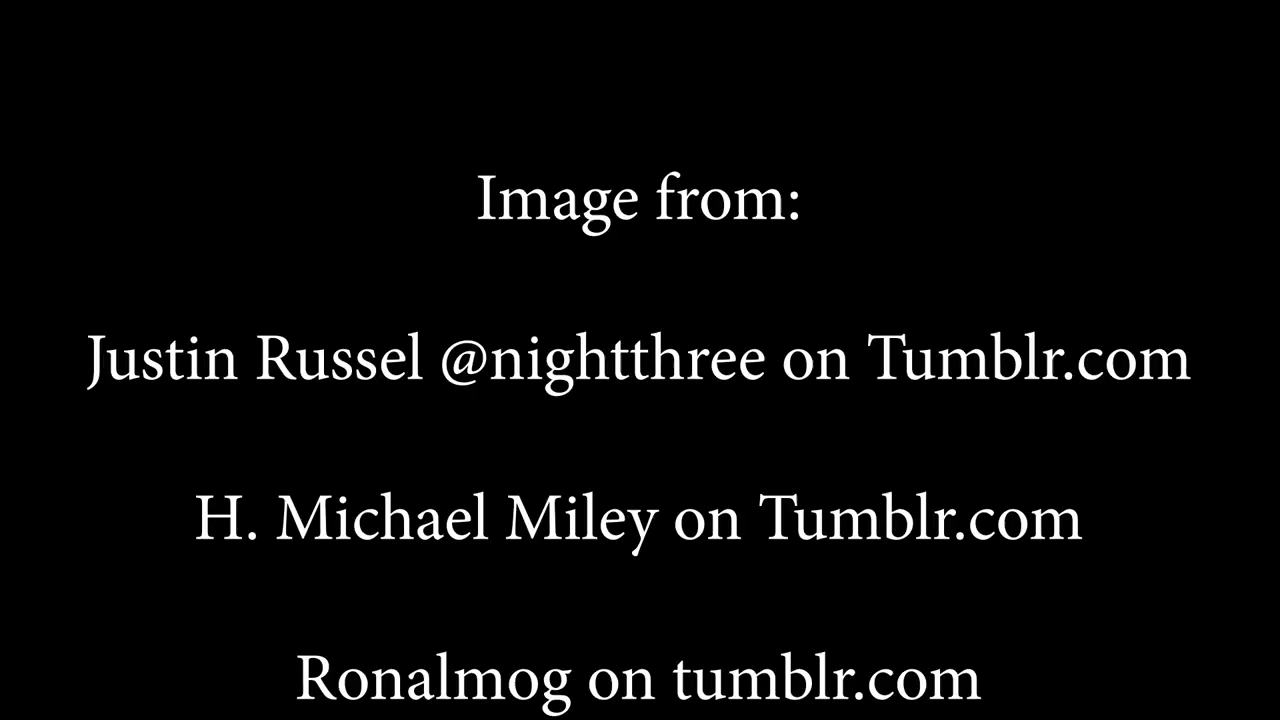 Image from:
Justin Russel @nightthree on Tumblr.com
H. Michael Miley on Tumblr.com
Ronalmog on tumblr.com